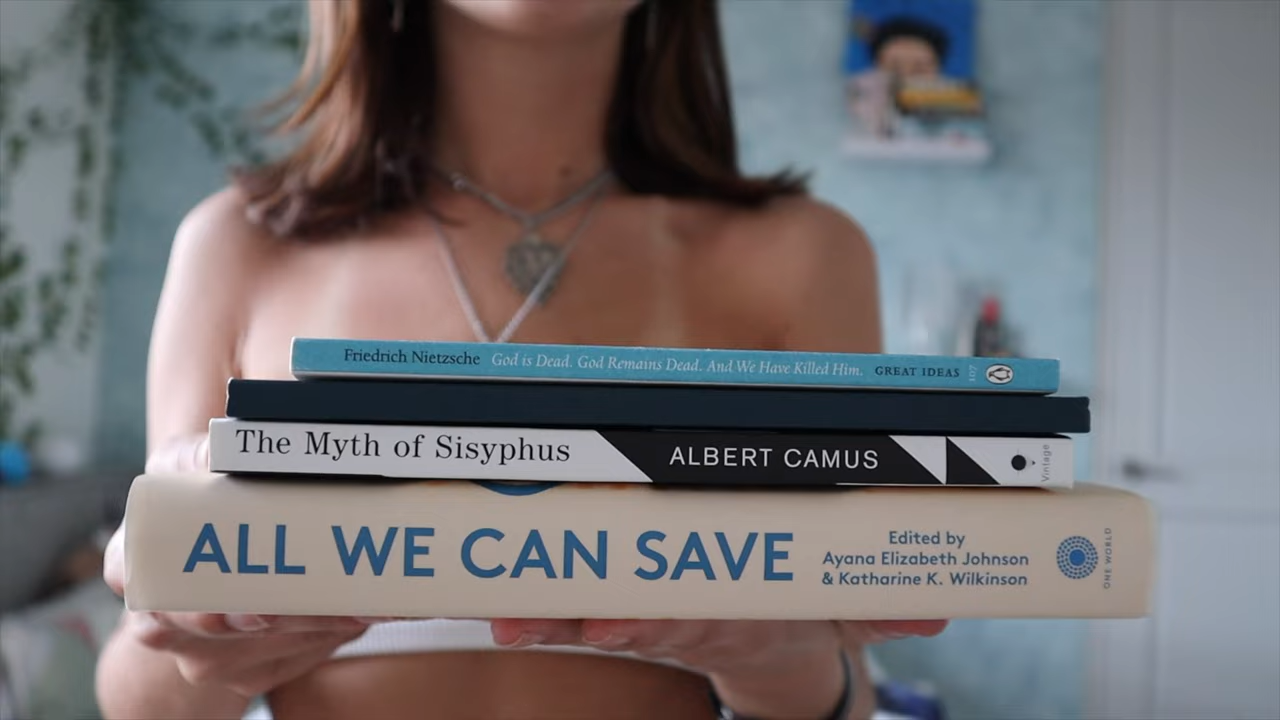 Friedrich Nietzsche God is Dead. God Remains Dead. And We Have Killed Him. GREAT IDEAS 107
The Myth of Sisyphus ALBERT CAMUS Vintage
ALL WE CAN SAVE
Edited by
Ayana Elizabeth Johnson
& Katharine K. Wilkinson
ONE WORLD